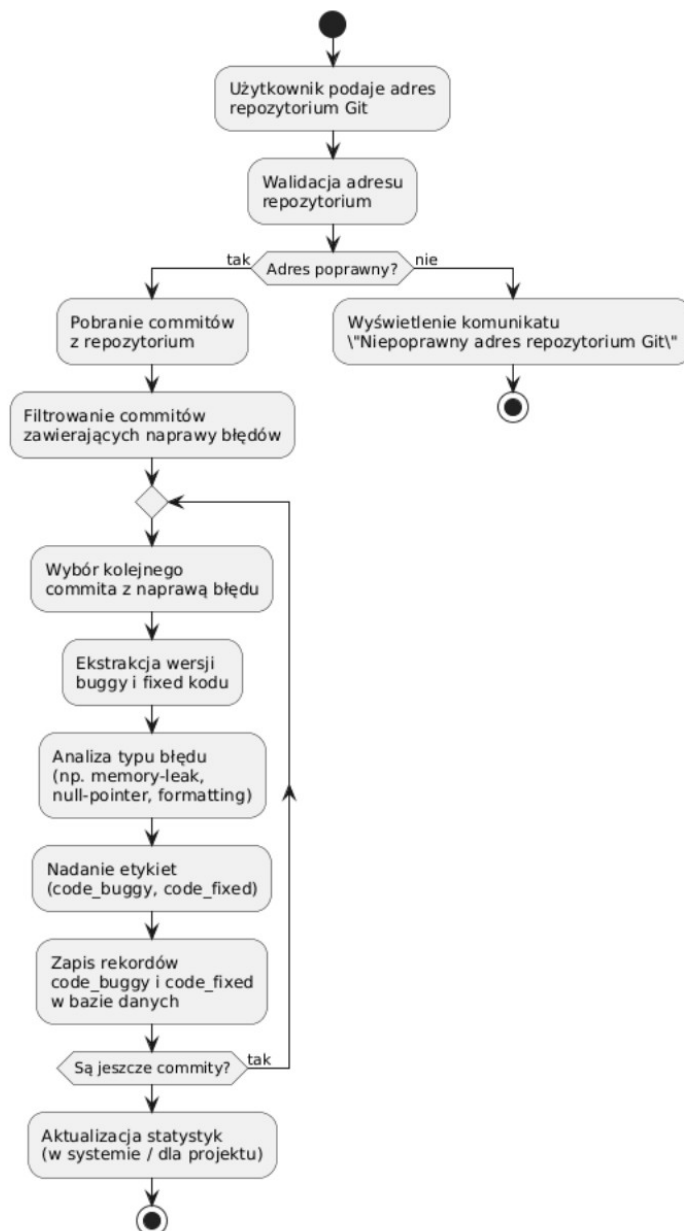 Użytkownik podaje adres
repozytorium Git
Walidacja adresu
repozytorium
tak
Adres poprawny?
nie
Pobranie commitów
z repozytorium
Wyświetlenie komunikatu
\"Niepoprawny adres repozytorium Git\"
Filtrowanie commitów
zawierających naprawy błędów
Wybór kolejnego
commita z naprawą błędu
Ekstrakcja wersji
buggy i fixed kodu
Analiza typu błędu
(np. memory-leak,
null-pointer, formatting)
Nadanie etykiet
(code_buggy, code_fixed)
Zapis rekordów
code_buggy i code_fixed
w bazie danych
Są jeszcze commity?
tak
Aktualizacja statystyk
(w systemie / dla projektu)